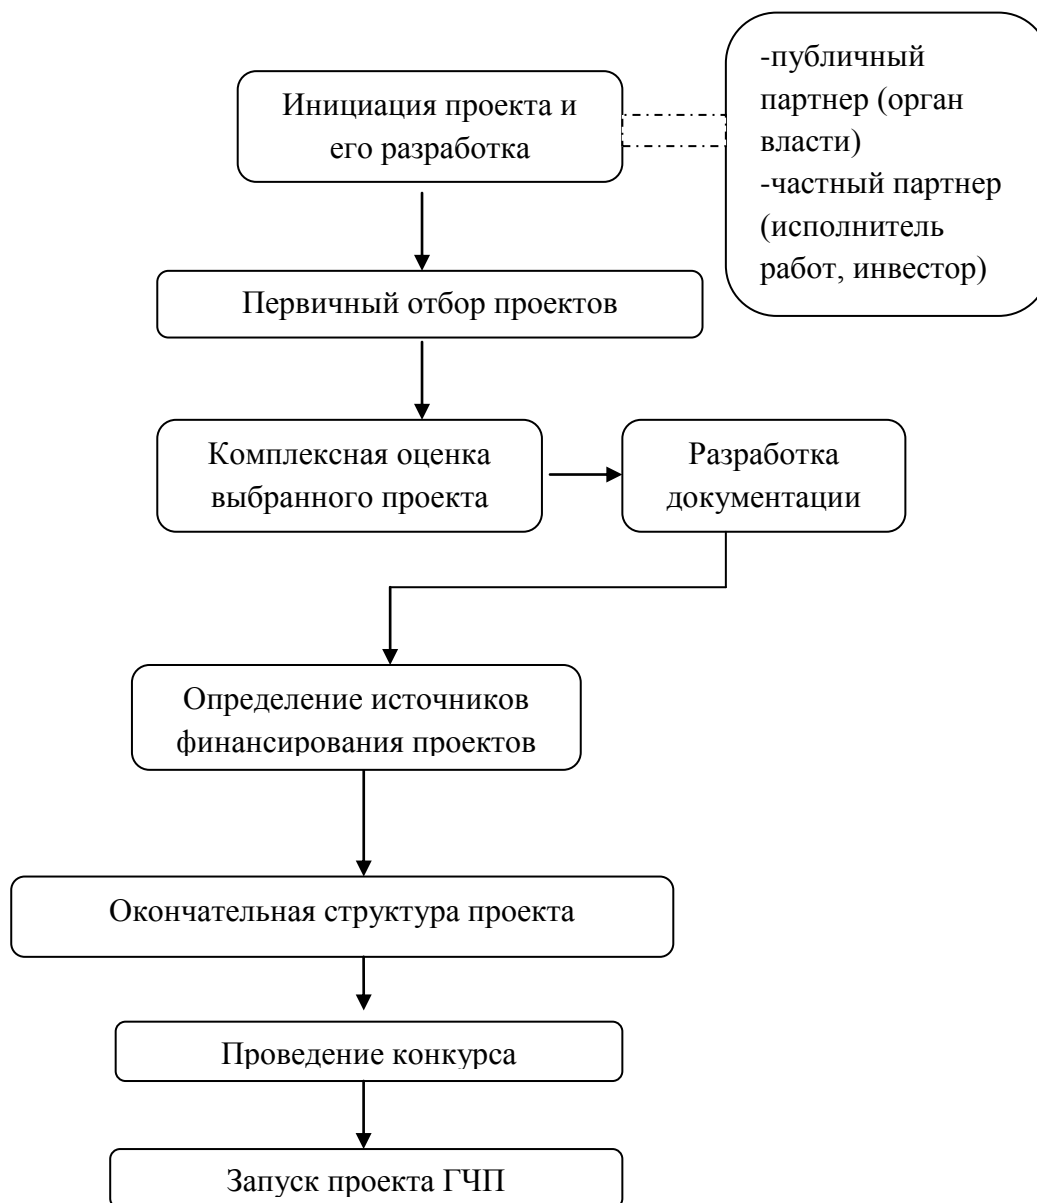 Инициация проекта и
его разработка
-публичный
партнер (орган
власти)
-частный партнер
(исполнитель
работ, инвестор)
Первичный отбор проектов
Комплексная оценка
выбранного проекта
Разработка
документации
Определение источников
финансирования проектов
Окончательная структура проекта
Проведение конкурса
Запуск проекта ГЧП